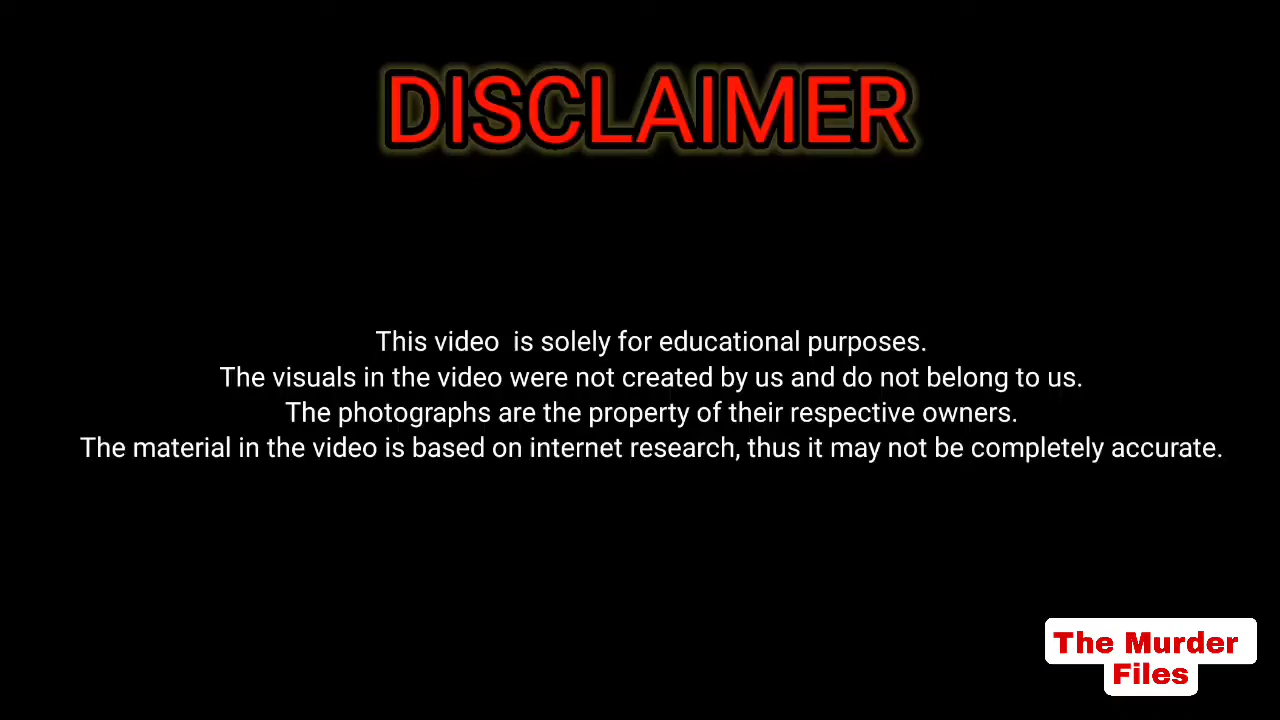 DISCLAIMER
This video  is solely for educational purposes.
The visuals in the video were not created by us and do not belong to us.
The photographs are the property of their respective owners.
The material in the video is based on internet research, thus it may not be completely accurate.
The Murder
Files